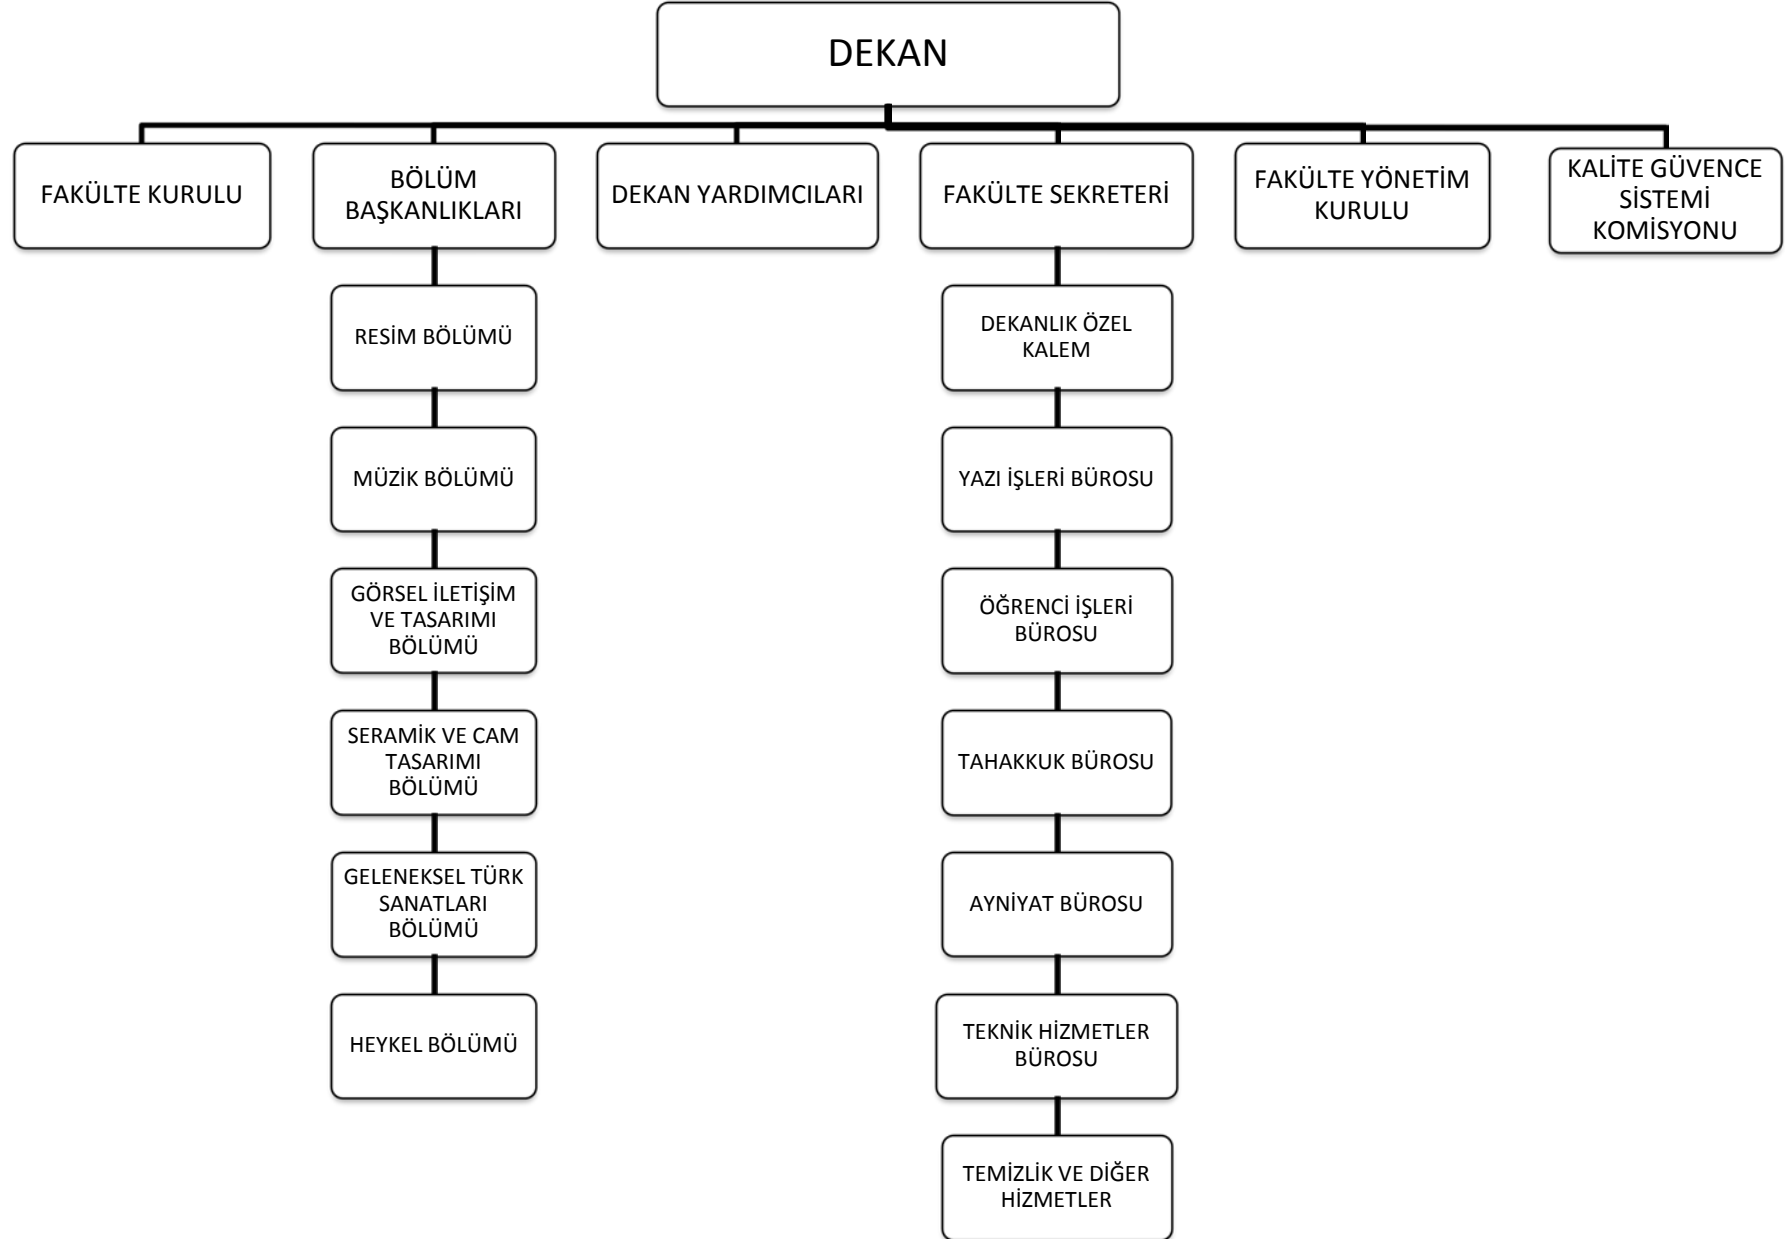 DEKAN
FAKÜLTE KURULU
BÖLÜM
BAŞKANLIKLARI
DEKAN YARDIMCILARI
FAKÜLTE SEKRETERİ
FAKÜLTE YÖNETİM
KURULU
KALİTE GÜVENCE
SİSTEMİ
KOMİSYONU
RESİM BÖLÜMÜ
MÜZİK BÖLÜMÜ
GÖRSEL İLETİŞİM
VE TASARIMI
BÖLÜMÜ
SERAMİK VE CAM
TASARIMI
BÖLÜMÜ
GELENEKSEL TÜRK
SANATLARI
BÖLÜMÜ
HEYKEL BÖLÜMÜ
DEKANLIK ÖZEL
KALEM
YAZI İŞLERİ BÜROSU
ÖĞRENCİ İŞLERİ
BÜROSU
TAHAKKUK BÜROSU
AYNİYAT BÜROSU
TEKNİK HİZMETLER
BÜROSU
TEMİZLİK VE DİĞER
HİZMETLER